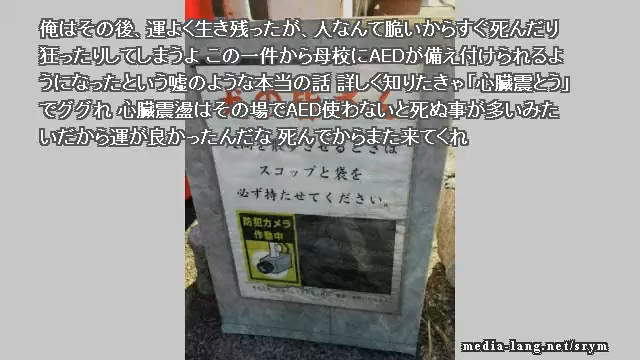 俺はその後、運よく生き残ったが、人なんて脆いからすぐ死んだり
狂ったりしてしまうよ この一件から母校にAEDが備え付けられるよ
うになったという嘘のような本当の話 詳しく知りたきゃ「心臓震とう」
でググれ 心臓震盪はその場でAED使わないと死ぬ事が多いみた
いだから運が良かったんだな 死んでからまた来てくれ
スコップと袋を
必ず持たせてください。
防犯カメラ
作動中
media-lang.net/srym